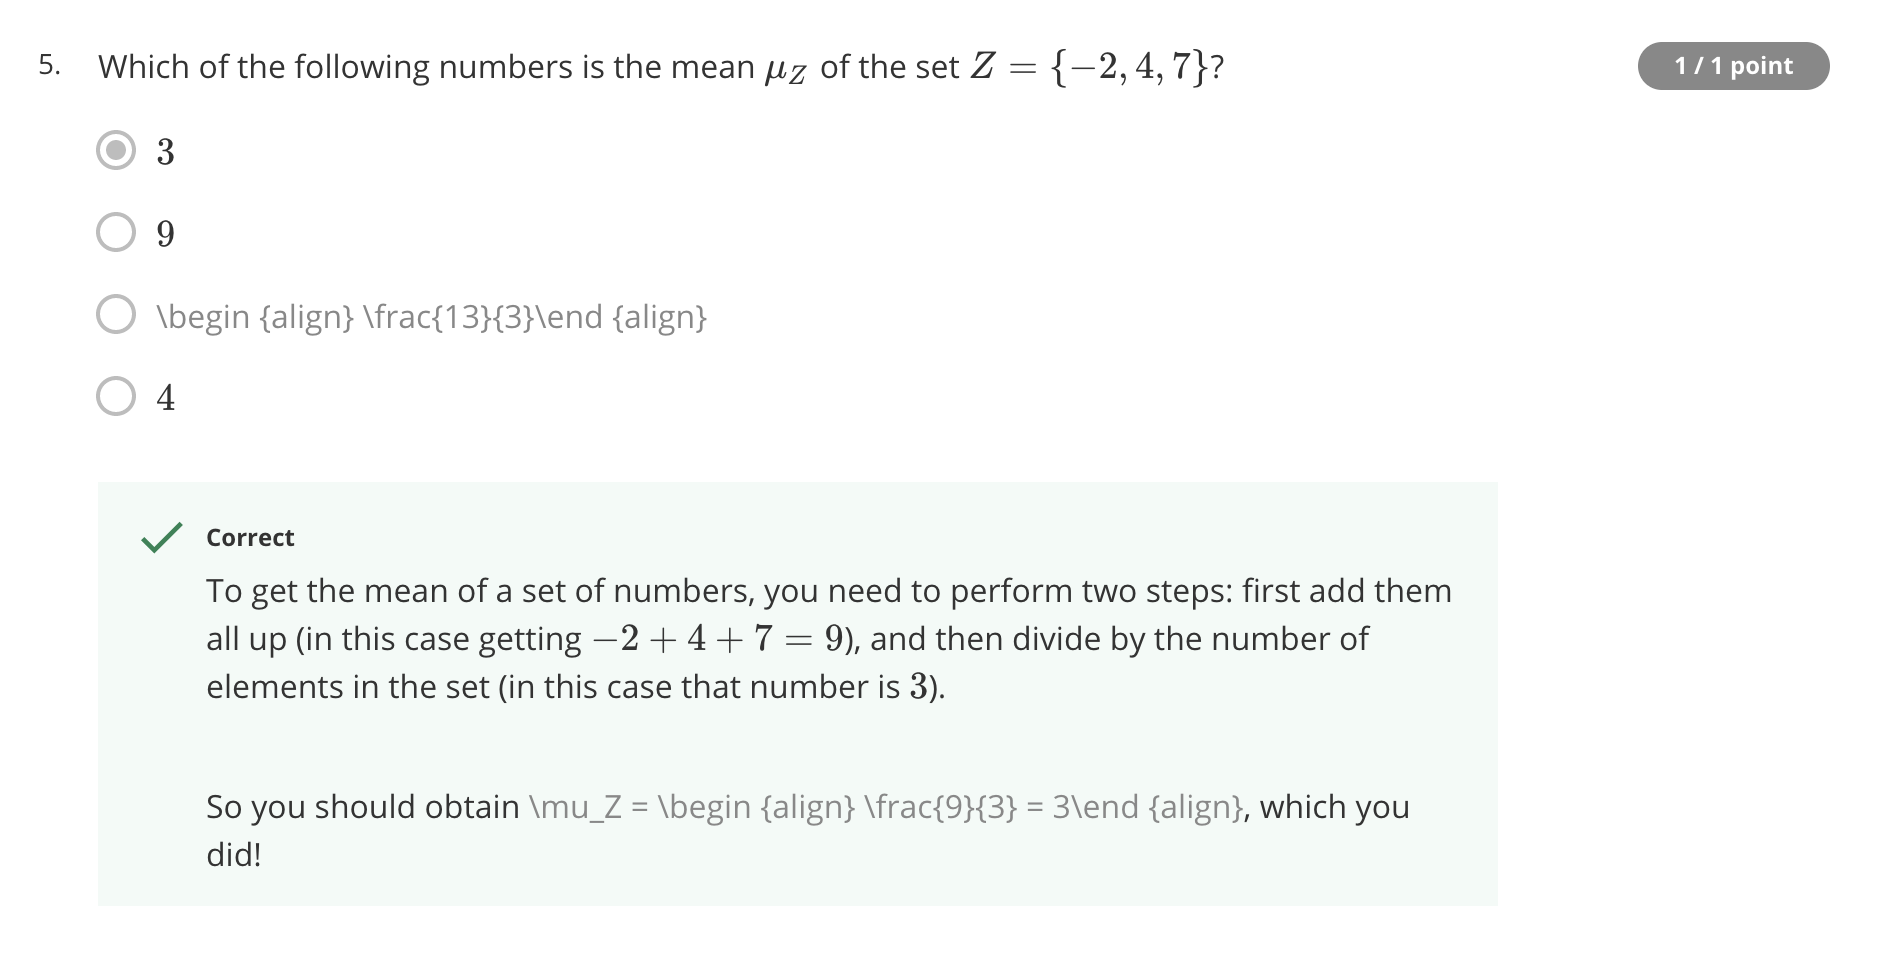 5. Which of the following numbers is the mean μ_Z of the set Z = {−2, 4, 7}?
1 / 1 point
3
9
\begin {align} \frac{13}{3}\end {align}
4
Correct
To get the mean of a set of numbers, you need to perform two steps: first add them
all up (in this case getting −2 + 4 + 7 = 9), and then divide by the number of
elements in the set (in this case that number is 3).
So you should obtain \mu_Z = \begin {align} \frac{9}{3} = 3\end {align}, which you
did!